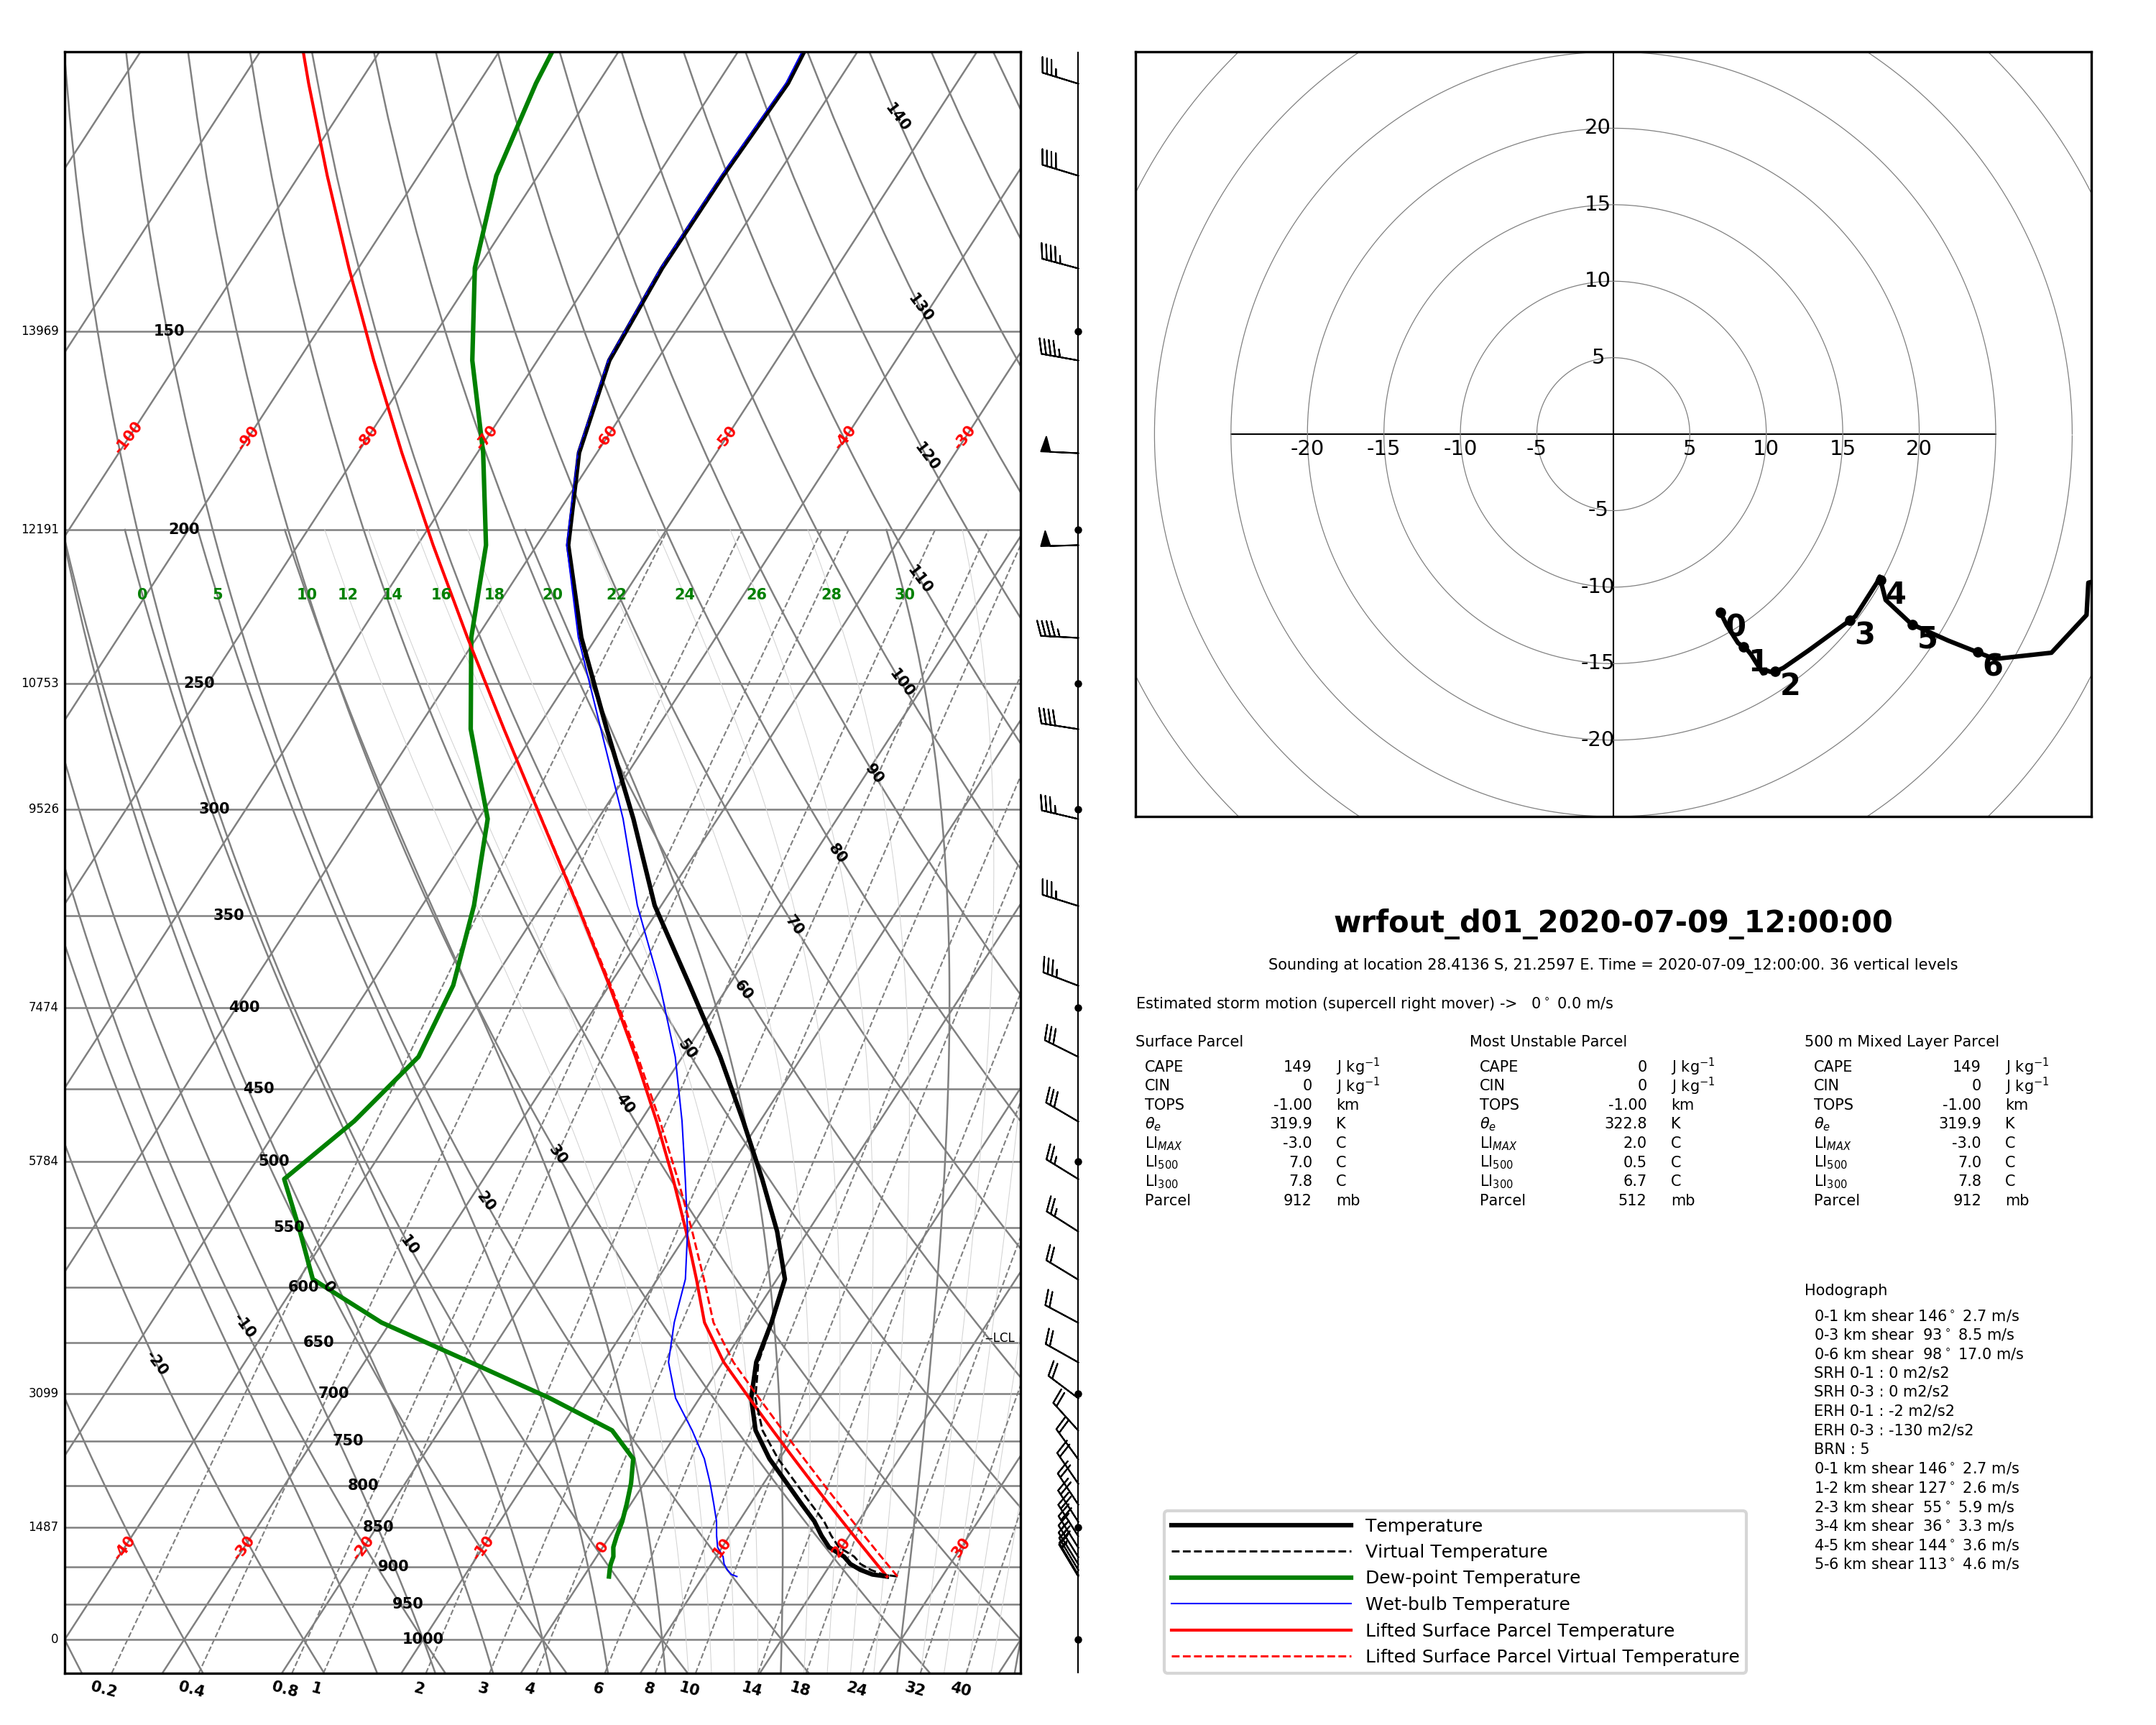 140
130
120
110
100
90
80
70
60
50
40
30
20
10
0
-10
-20
13969 150
-100 -90 -80 -70 -60 -50 -40 -30
12191 200
0 5 10 12 14 16 18 20 22 24 26 28 30
10753 250
9526 300
350
7474 400
450
5784 500
550
600
650 --LCL
3099 700
750
800
1487 850
-40 -30 -20 -10 0 10 20 30
900
950
0 1000
0.2 0.4 0.8 1 2 3 4 6 8 10 14 18 24 32 40
20
15
10
5
-20 -15 -10 -5 5 10 15 20
-5
-10
-15
-20
0 1 2 3 4 5 6
wrfout_d01_2020-07-09_12:00:00
Sounding at location 28.4136 S, 21.2597 E. Time = 2020-07-09_12:00:00. 36 vertical levels
Estimated storm motion (supercell right mover) -> 0° 0.0 m/s
Surface Parcel
CAPE 149 J kg⁻¹
CIN 0 J kg⁻¹
TOPS -1.00 km
θe 319.9 K
LIMAX -3.0 C
LI500 7.0 C
LI300 7.8 C
Parcel 912 mb
Most Unstable Parcel
CAPE 0 J kg⁻¹
CIN 0 J kg⁻¹
TOPS -1.00 km
θe 322.8 K
LIMAX 2.0 C
LI500 0.5 C
LI300 6.7 C
Parcel 512 mb
500 m Mixed Layer Parcel
CAPE 149 J kg⁻¹
CIN 0 J kg⁻¹
TOPS -1.00 km
θe 319.9 K
LIMAX -3.0 C
LI500 7.0 C
LI300 7.8 C
Parcel 912 mb
Hodograph
0-1 km shear 146° 2.7 m/s
0-3 km shear 93° 8.5 m/s
0-6 km shear 98° 17.0 m/s
SRH 0-1 : 0 m2/s2
SRH 0-3 : 0 m2/s2
ERH 0-1 : -2 m2/s2
ERH 0-3 : -130 m2/s2
BRN : 5
0-1 km shear 146° 2.7 m/s
1-2 km shear 127° 2.6 m/s
2-3 km shear 55° 5.9 m/s
3-4 km shear 36° 3.3 m/s
4-5 km shear 144° 3.6 m/s
5-6 km shear 113° 4.6 m/s
Temperature
Virtual Temperature
Dew-point Temperature
Wet-bulb Temperature
Lifted Surface Parcel Temperature
Lifted Surface Parcel Virtual Temperature